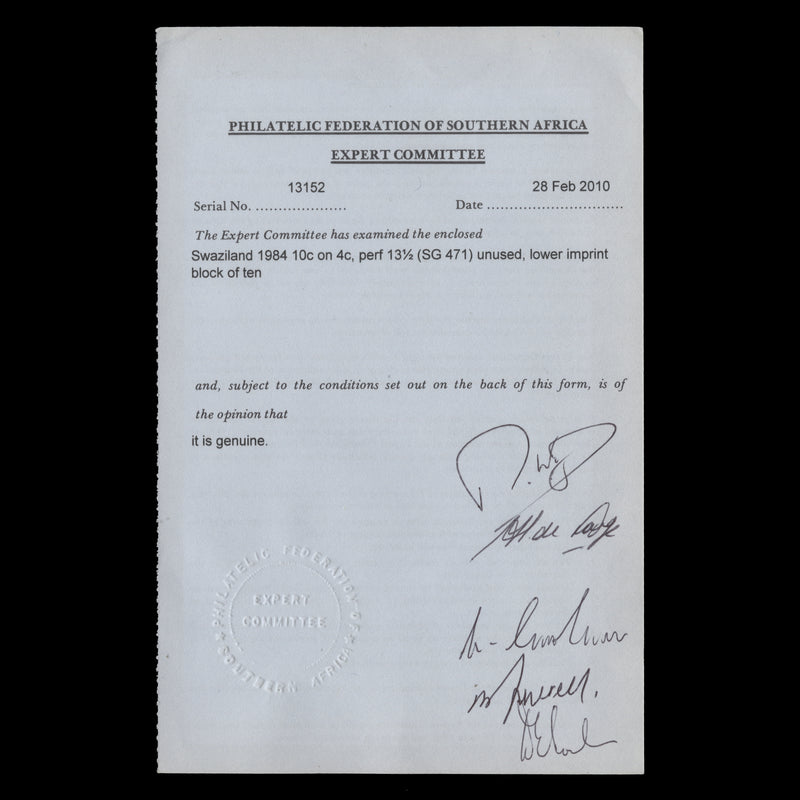 PHILATELIC FEDERATION OF SOUTHERN AFRICA
EXPERT COMMITTEE
13152 28 Feb 2010
Serial No. ................... Date ............................
The Expert Committee has examined the enclosed
Swaziland 1984 10c on 4c, perf 13½ (SG 471) unused, lower imprint
block of ten
and, subject to the conditions set out on the back of this form, is of
the opinion that
it is genuine.
PHILATELIC FEDERATION OF
SOUTHERN AFRICA
EXPERT
COMMITTEE